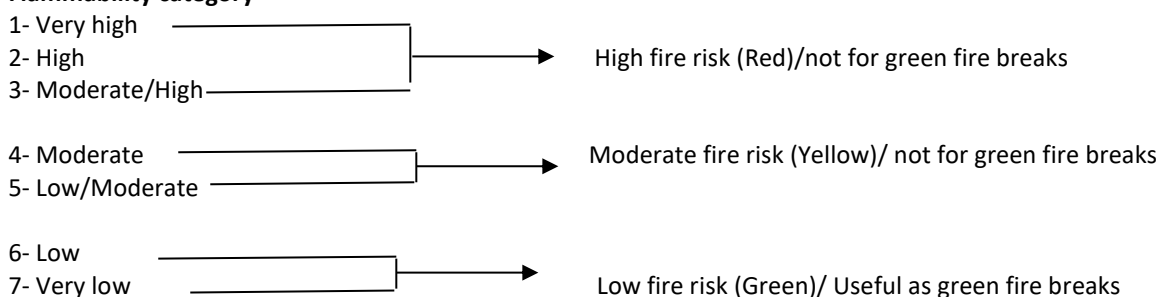 1- Very high
2- High
High fire risk (Red)/not for green fire breaks
3- Moderate/High
4- Moderate
Moderate fire risk (Yellow)/ not for green fire breaks
5- Low/Moderate
6- Low
7- Very low
Low fire risk (Green)/ Useful as green fire breaks